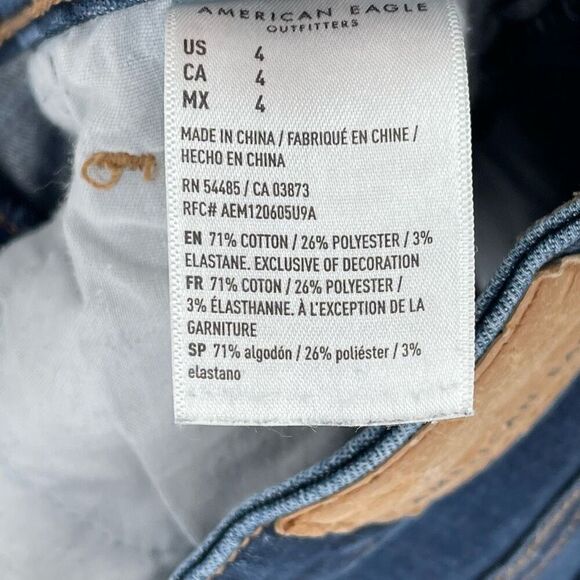 AMERICAN EAGLE
OUTFITTERS
US 4
CA 4
MX 4
MADE IN CHINA / FABRIQUÉ EN CHINE /
HECHO EN CHINA
RN 54485 / CA 03873
RFC# AEM120605U9A
EN 71% COTTON / 26% POLYESTER / 3%
ELASTANE. EXCLUSIVE OF DECORATION
FR 71% COTON / 26% POLYESTER /
3% ÉLASTHANNE. À L'EXCEPTION DE LA
GARNITURE
SP 71% algodón / 26% poliéster / 3%
elastano